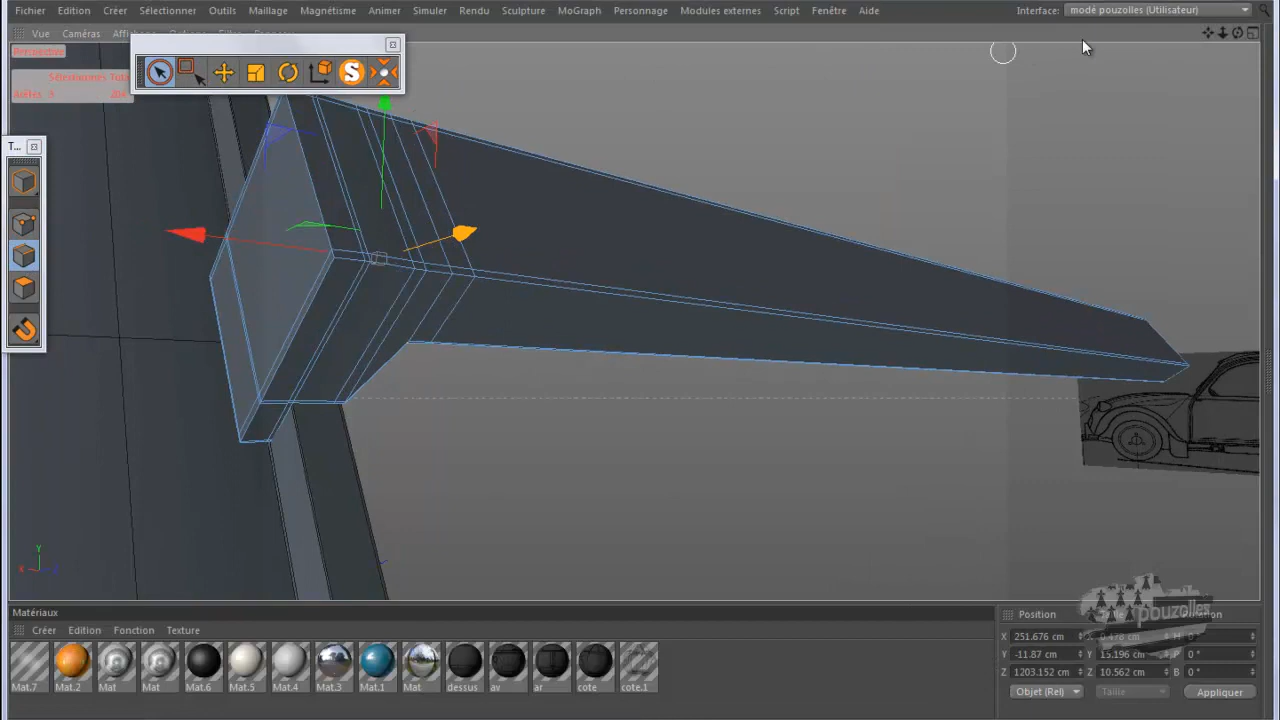 Fichier Edition Créer Sélectionner Outils Maillage Magnétisme Animer Simuler Rendu Sculpture MoGraph Personnage Modules externes Script Fenêtre Aide Interface: modé pouzolles (Utilisateur)
Vue Caméras
Perspective
Sélectionnés
T...
Y
X
Matériaux
Créer Edition Fonction Texture
Mat.7 Mat.2 Mat Mat Mat.6 Mat.5 Mat.4 Mat.3 Mat.1 Mat dessus av ar cote cote.1
Position
X 251.676 cm H 0 °
Y -11.87 cm Y P 0 °
Z 1203.152 cm Z 10.562 cm B 0 °
Objet (Rel) Taille Appliquer
pouzolles